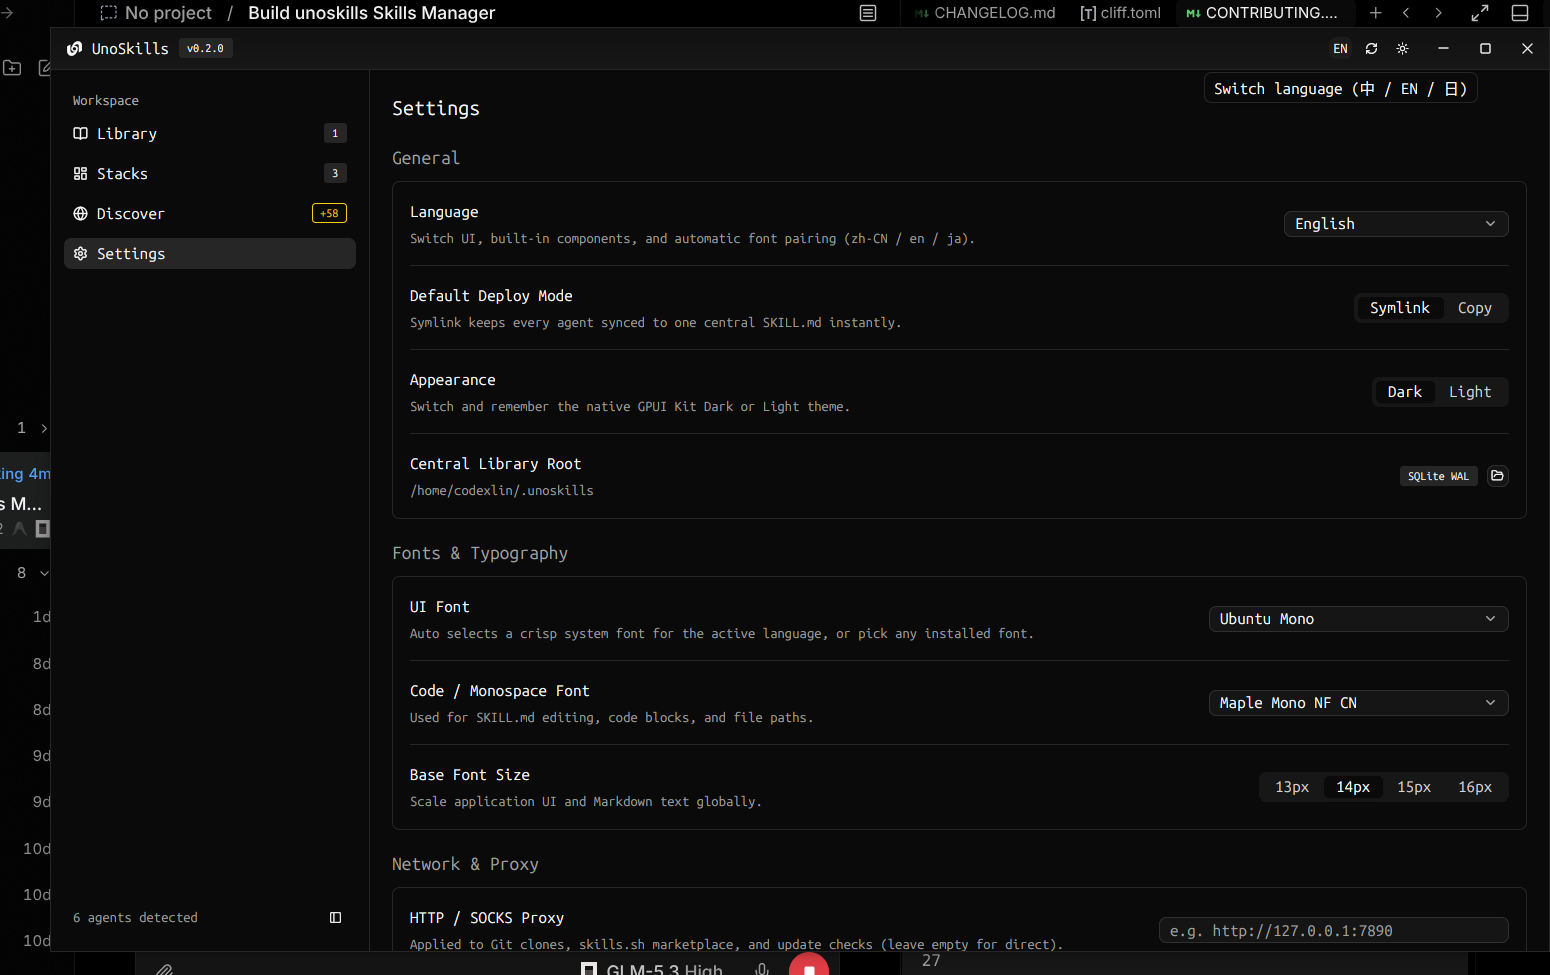 No project / Build unoskills Skills Manager
CHANGELOG.md
[T] cliff.toml
CONTRIBUTING....
UnoSkills v0.2.0
EN
Switch language (中 / EN / 日)
Workspace
Library 1
Stacks 3
Discover +58
Settings
6 agents detected
Settings
General
Language
Switch UI, built-in components, and automatic font pairing (zh-CN / en / ja).
English
Default Deploy Mode
Symlink keeps every agent synced to one central SKILL.md instantly.
Symlink Copy
Appearance
Switch and remember the native GPUI Kit Dark or Light theme.
Dark Light
Central Library Root
/home/codexlin/.unoskills
SQLite WAL
Fonts & Typography
UI Font
Auto selects a crisp system font for the active language, or pick any installed font.
Ubuntu Mono
Code / Monospace Font
Used for SKILL.md editing, code blocks, and file paths.
Maple Mono NF CN
Base Font Size
Scale application UI and Markdown text globally.
13px 14px 15px 16px
Network & Proxy
HTTP / SOCKS Proxy
Applied to Git clones, skills.sh marketplace, and update checks (leave empty for direct).
e.g. http://127.0.0.1:7890
1
ing 4m
s M...
2
8
1d
8d
8d
9d
9d
10d
10d
10d
GLM-5.3 High
27